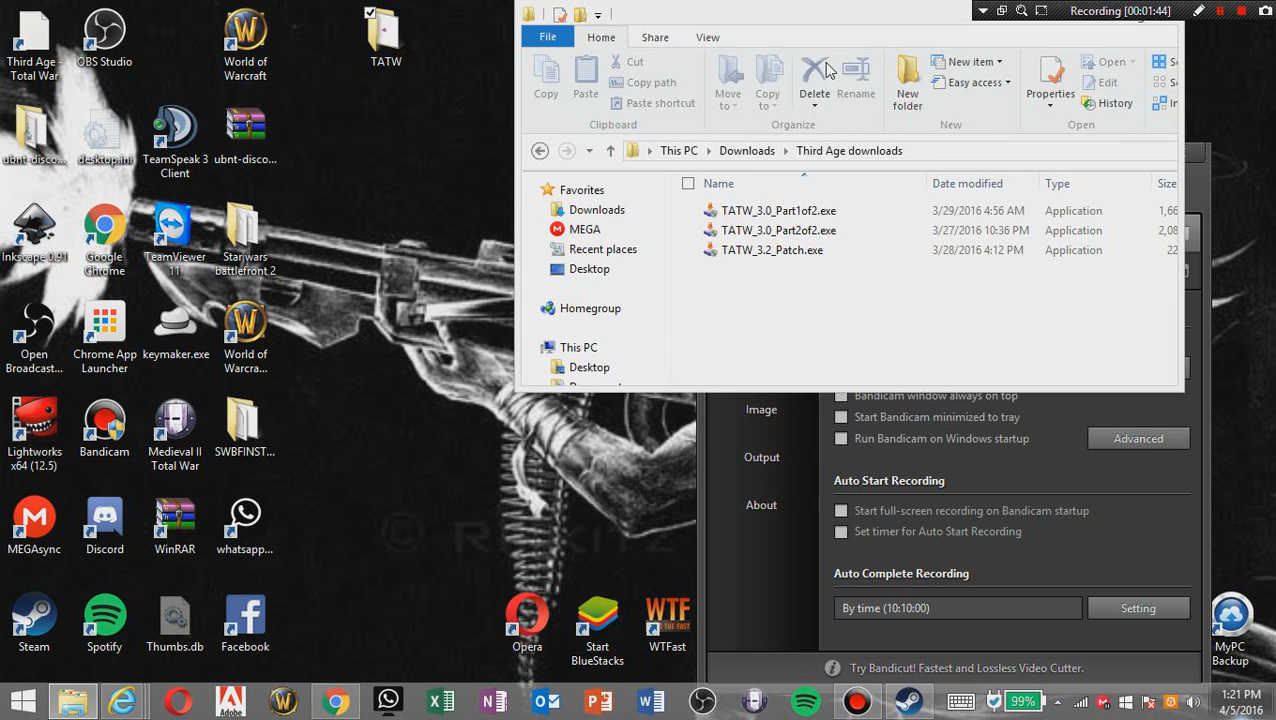 Recording [00:01:44]
File
Home
Share
View
Copy
Paste
Cut
Copy path
Paste shortcut
Clipboard
Move to
Copy to
Delete
Rename
Organize
New folder
New item
Easy access
New
Properties
Open
Edit
History
Open
This PC
Downloads
Third Age downloads
Name
Date modified
Type
Size
Favorites
Downloads
MEGA
Recent places
Desktop
Homegroup
This PC
Desktop
TATW_3.0_Part1of2.exe 3/29/2016 4:56 AM Application
TATW_3.0_Part2of2.exe 3/27/2016 10:36 PM Application
TATW_3.2_Patch.exe 3/28/2016 4:12 PM Application
Third Age -
Total War
OBS Studio
World of
Warcraft
TATW
ubnt-disco...
desktop.ini
TeamSpeak 3
Client
ubnt-disco...
Inkscape 0.91
Google
Chrome
TeamViewer
11
Star wars
battlefront 2
Open
Broadcast...
Chrome App
Launcher
keymaker.exe
World of
Warcra...
Lightworks
x64 (12.5)
Bandicam
Medieval II
Total War
SWBFINST...
MEGAsync
Discord
WinRAR
whatsapp...
Steam
Spotify
Thumbs.db
Facebook
Opera
Start
BlueStacks
WTF
WTFast
MyPC
Backup
Image
Output
About
Bandicam window always on top
Start Bandicam minimized to tray
Run Bandicam on Windows startup
Advanced
Auto Start Recording
Start full-screen recording on Bandicam startup
Set timer for Auto Start Recording
Auto Complete Recording
By time (10:10:00)
Setting
Try Bandicut! Fastest and Lossless Video Cutter.
Adobe
99%
1:21 PM
4/5/2016